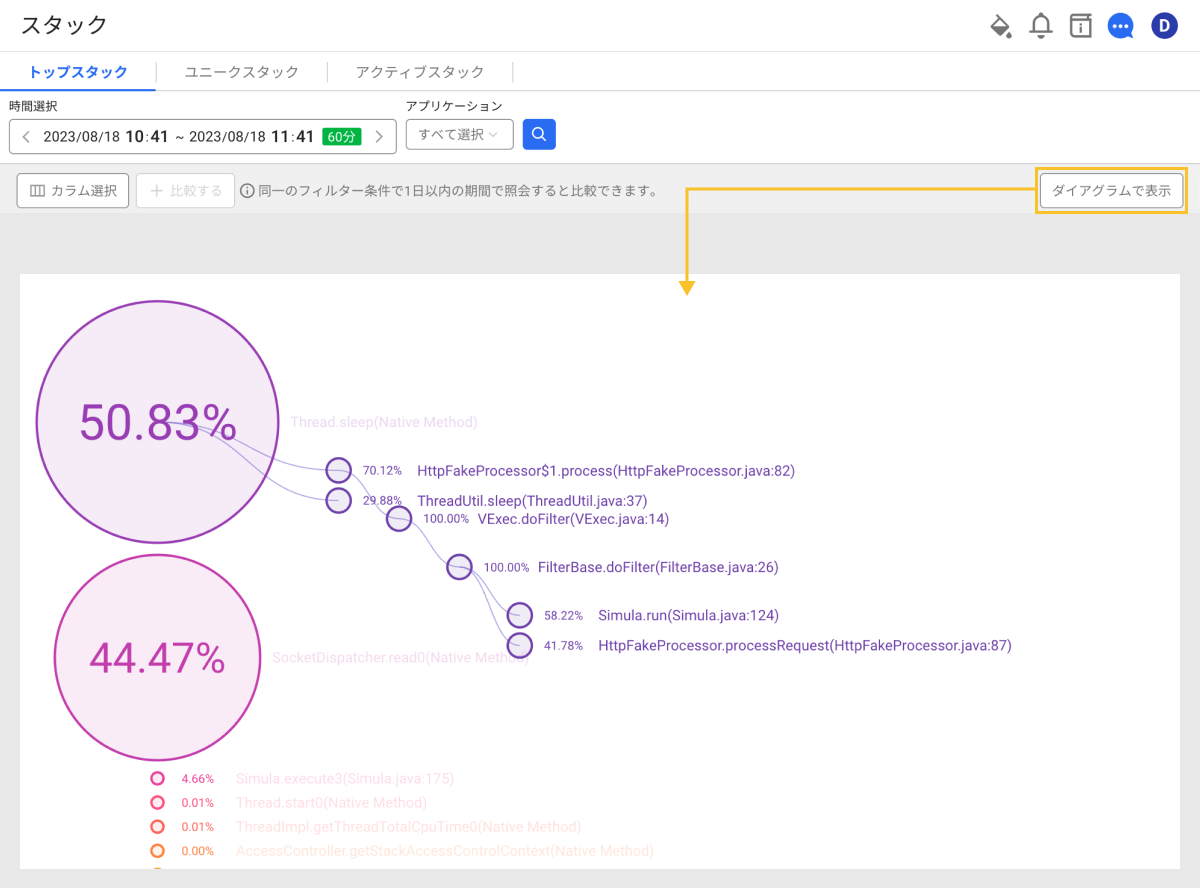 スタック
D
トップスタック ユニークスタック アクティブスタック
時間選択 アプリケーション
2023/08/18 10:41 ~ 2023/08/18 11:41 60分 すべて選択
カラム選択 比較する 同一のフィルター条件で1日以内の期間で照会すると比較できます。 ダイアグラムで表示
50.83% Thread.sleep(Native Method)
70.12% HttpFakeProcessor$1.process(HttpFakeProcessor.java:82)
29.88% ThreadUtil.sleep(ThreadUtil.java:37)
100.00% VExec.doFilter(VExec.java:14)
100.00% FilterBase.doFilter(FilterBase.java:26)
58.22% Simula.run(Simula.java:124)
41.78% HttpFakeProcessor.processRequest(HttpFakeProcessor.java:87)
44.47% SocketDispatcher.read0(Native Method)
4.66% Simula.execute3(Simula.java:175)
0.01% Thread.start0(Native Method)
0.01% ThreadImpl.getThreadTotalCpuTime0(Native Method)
0.00% AccessController.getStackAccessControlContext(Native Method)